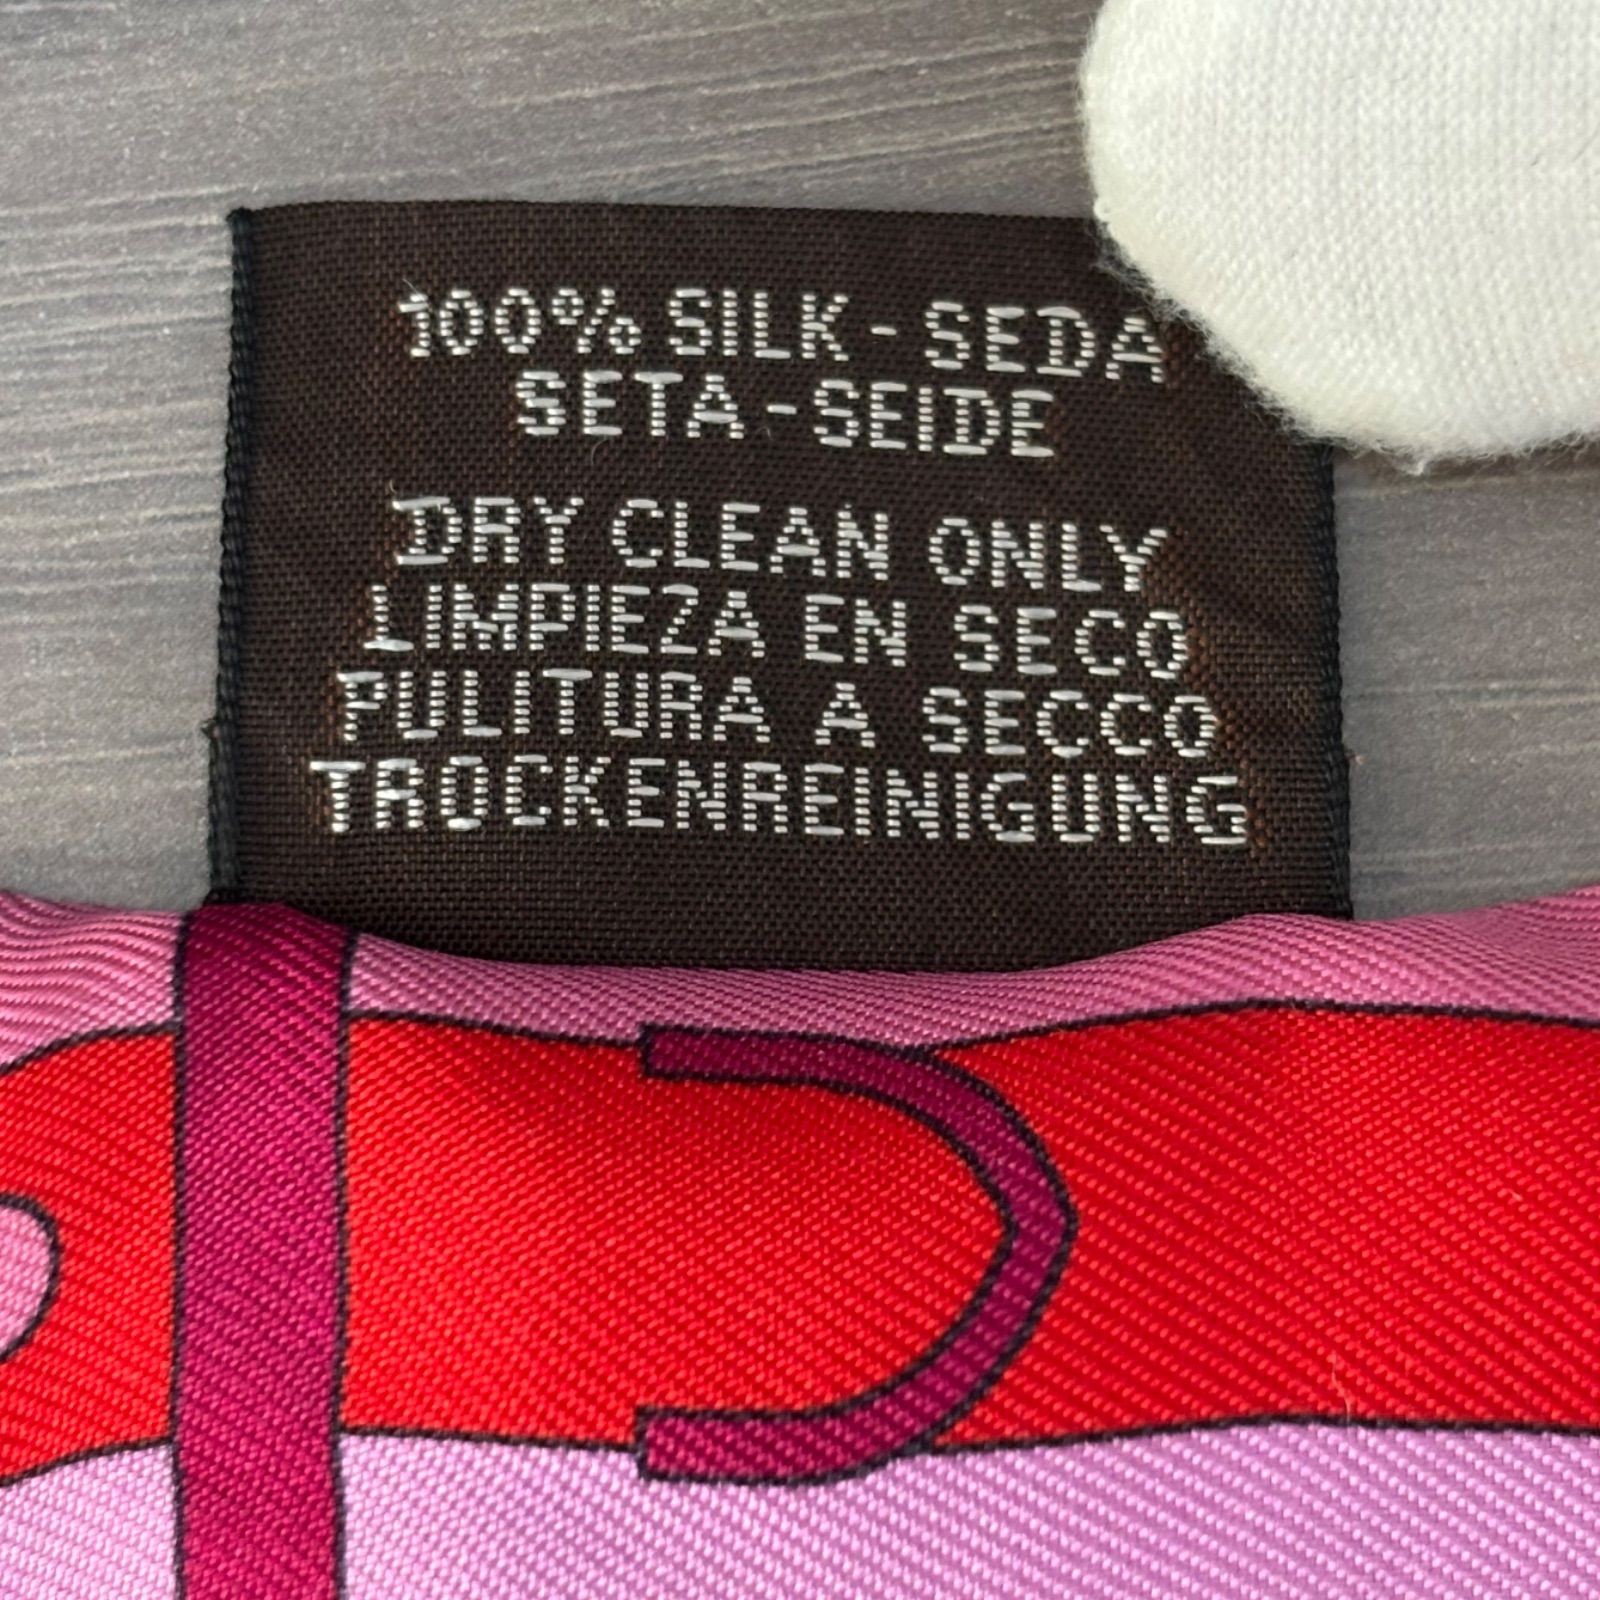 100% SILK - SEDA
SETA - SEIDE
DRY CLEAN ONLY
LIMPIEZA EN SECO
PULITURA A SECCO
TROCKENREINIGUNG